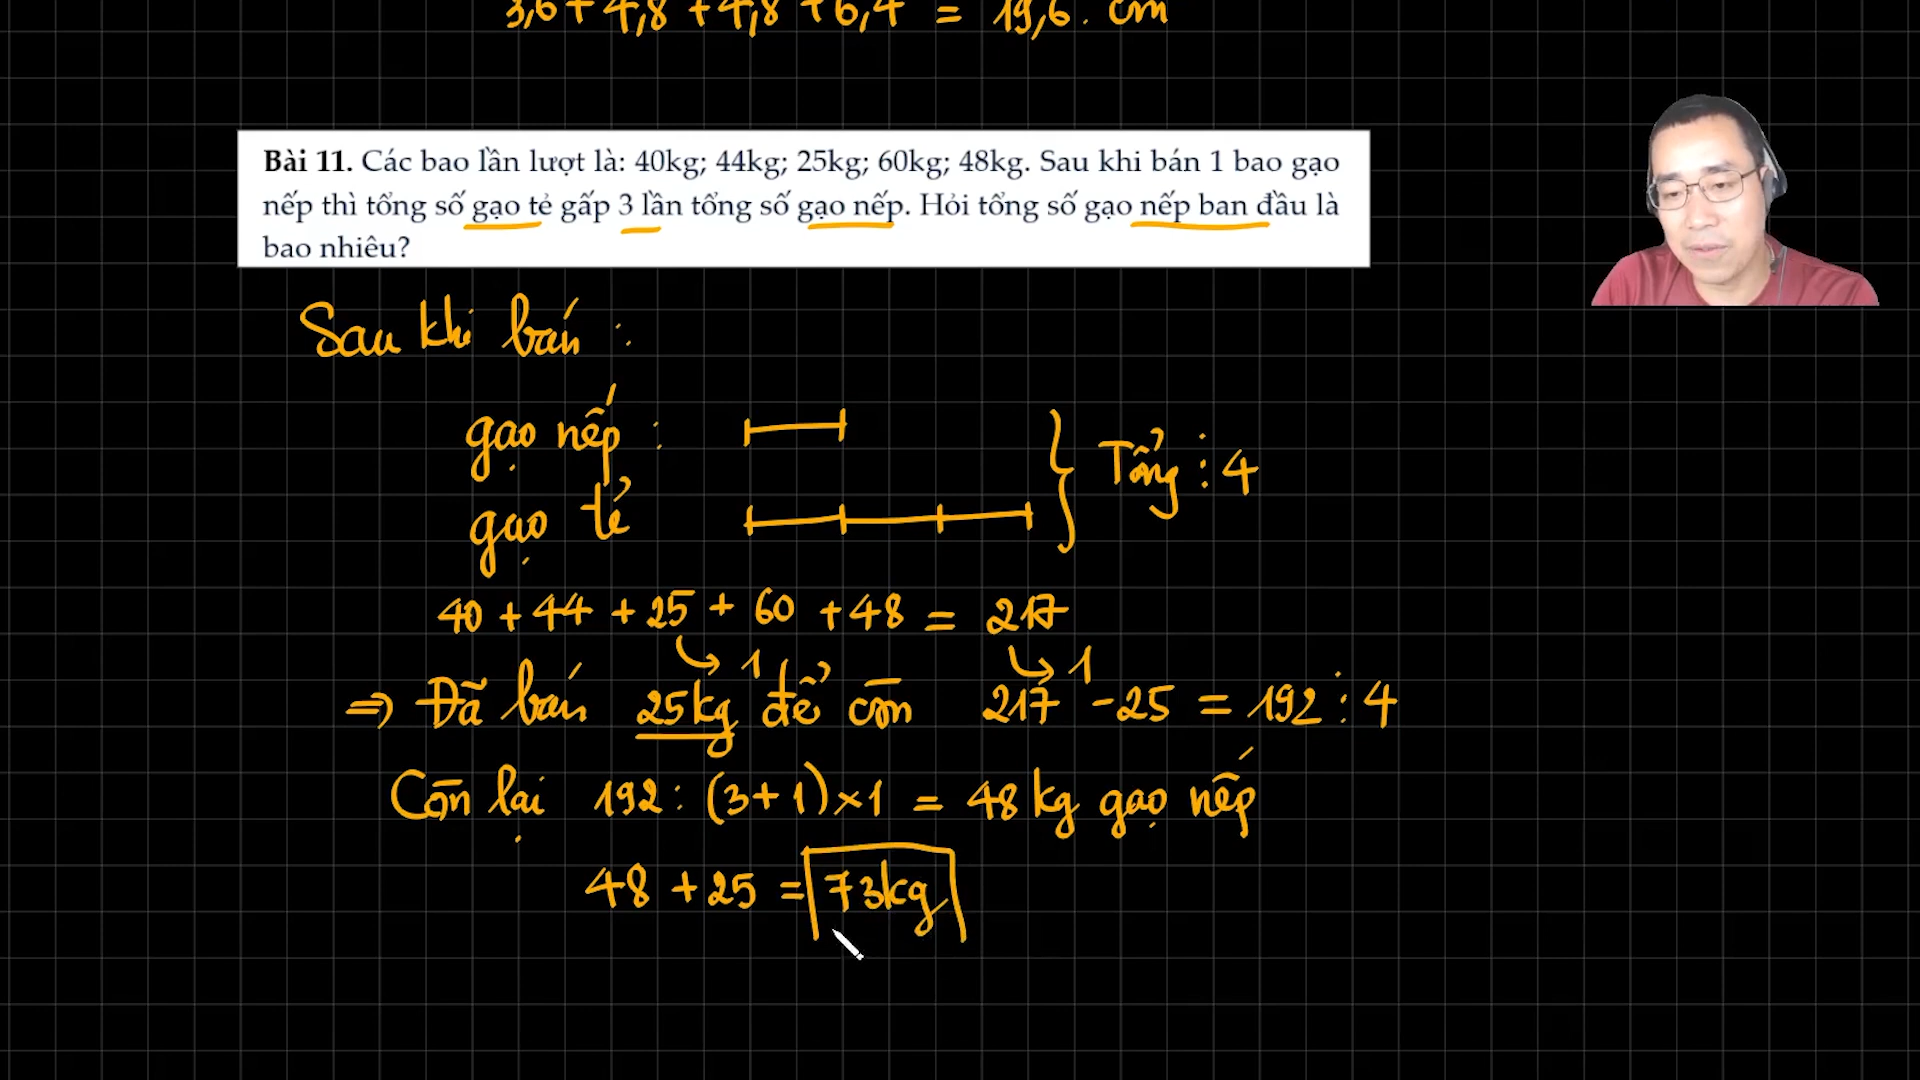 3,6 + 4,8 + 4,8 + 6,4 = 19,6. cm
Bài 11. Các bao lần lượt là: 40kg; 44kg; 25kg; 60kg; 48kg. Sau khi bán 1 bao gạo
nếp thì tổng số gạo tẻ gấp 3 lần tổng số gạo nếp. Hỏi tổng số gạo nếp ban đầu là
bao nhiêu?
Sau khi bán :
gạo nếp :
gạo tẻ
Tổng ⋮ 4
40 + 44 + 25 + 60 + 48 = 217
1 1
⇒ Đã bán 25kg để còn 217 - 25 = 192 ⋮ 4
Còn lại 192 : (3+1) × 1 = 48 kg gạo nếp
48 + 25 = 73kg